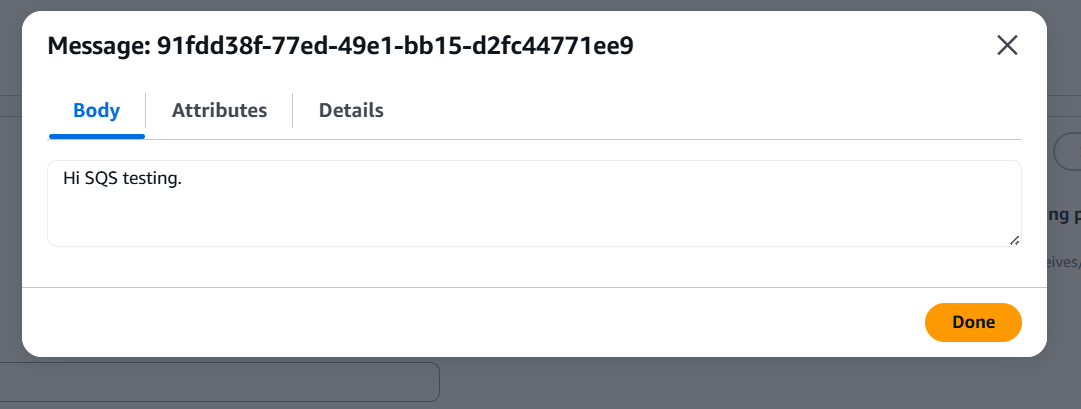 Message: 91fdd38f-77ed-49e1-bb15-d2fc44771ee9
Body
Attributes
Details
Hi SQS testing.
Done